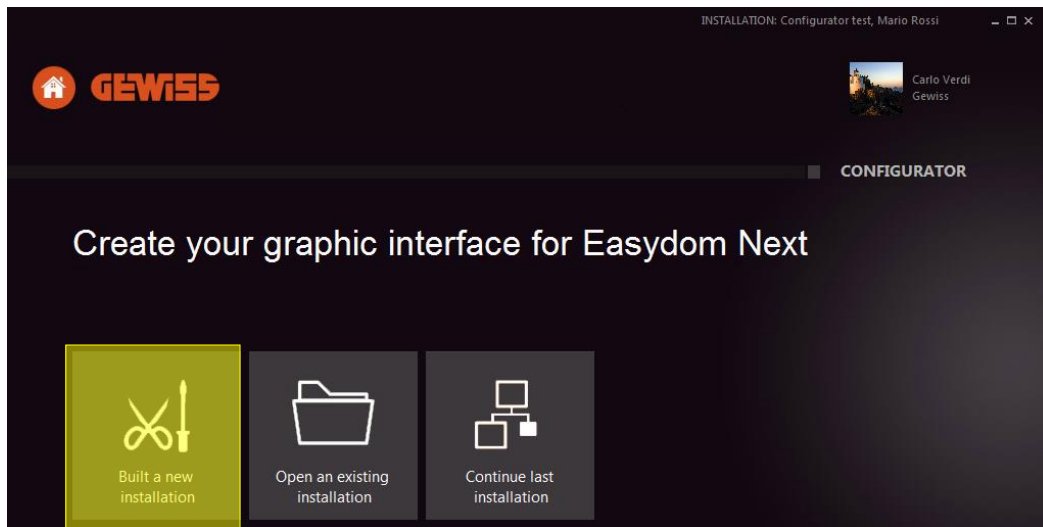 INSTALLATION: Configurator test, Mario Rossi
GEWISS
Carlo Verdi
Gewiss
CONFIGURATOR
Create your graphic interface for Easydom Next
Built a new
installation
Open an existing
installation
Continue last
installation